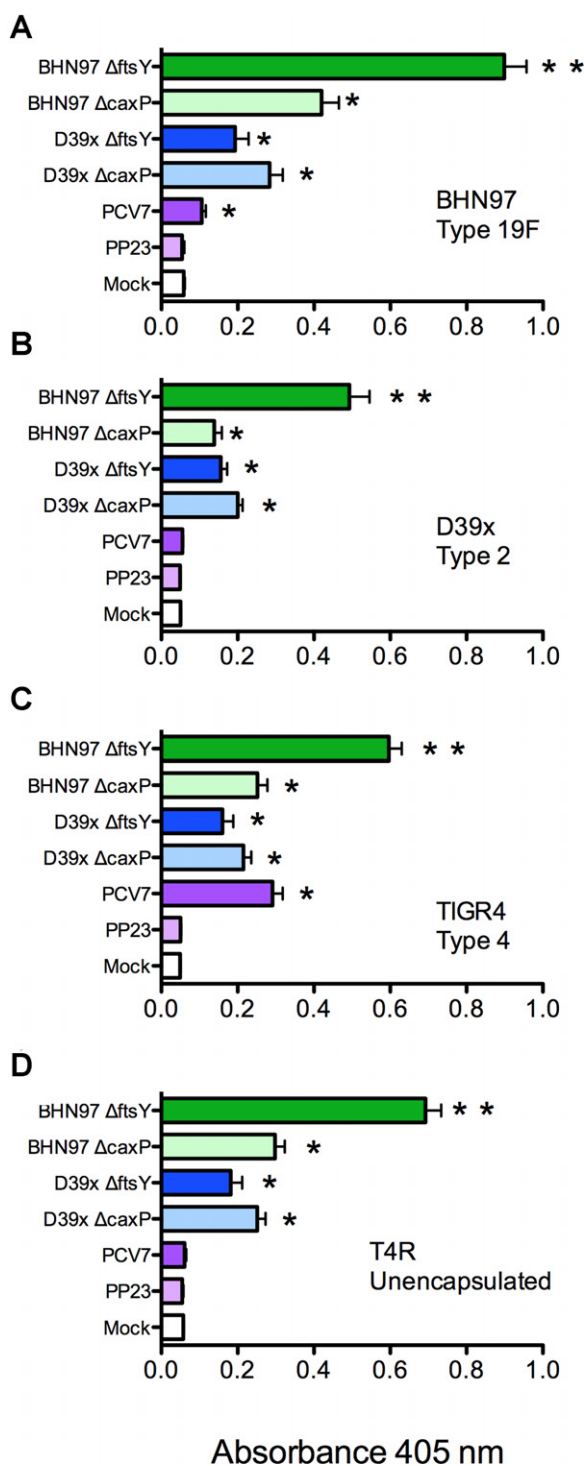 A
BHN97 ΔftsY
* *
BHN97 ΔcaxP
*
D39x ΔftsY
*
D39x ΔcaxP
*
PCV7
*
PP23
Mock
BHN97
Type 19F
0.0 0.2 0.4 0.6 0.8 1.0
B
BHN97 ΔftsY
* *
BHN97 ΔcaxP
*
D39x ΔftsY
*
D39x ΔcaxP
*
PCV7
PP23
Mock
D39x
Type 2
0.0 0.2 0.4 0.6 0.8 1.0
C
BHN97 ΔftsY
* *
BHN97 ΔcaxP
*
D39x ΔftsY
*
D39x ΔcaxP
*
PCV7
*
PP23
Mock
TIGR4
Type 4
0.0 0.2 0.4 0.6 0.8 1.0
D
BHN97 ΔftsY
* *
BHN97 ΔcaxP
*
D39x ΔftsY
*
D39x ΔcaxP
*
PCV7
PP23
Mock
T4R
Unencapsulated
0.0 0.2 0.4 0.6 0.8 1.0
Absorbance 405 nm